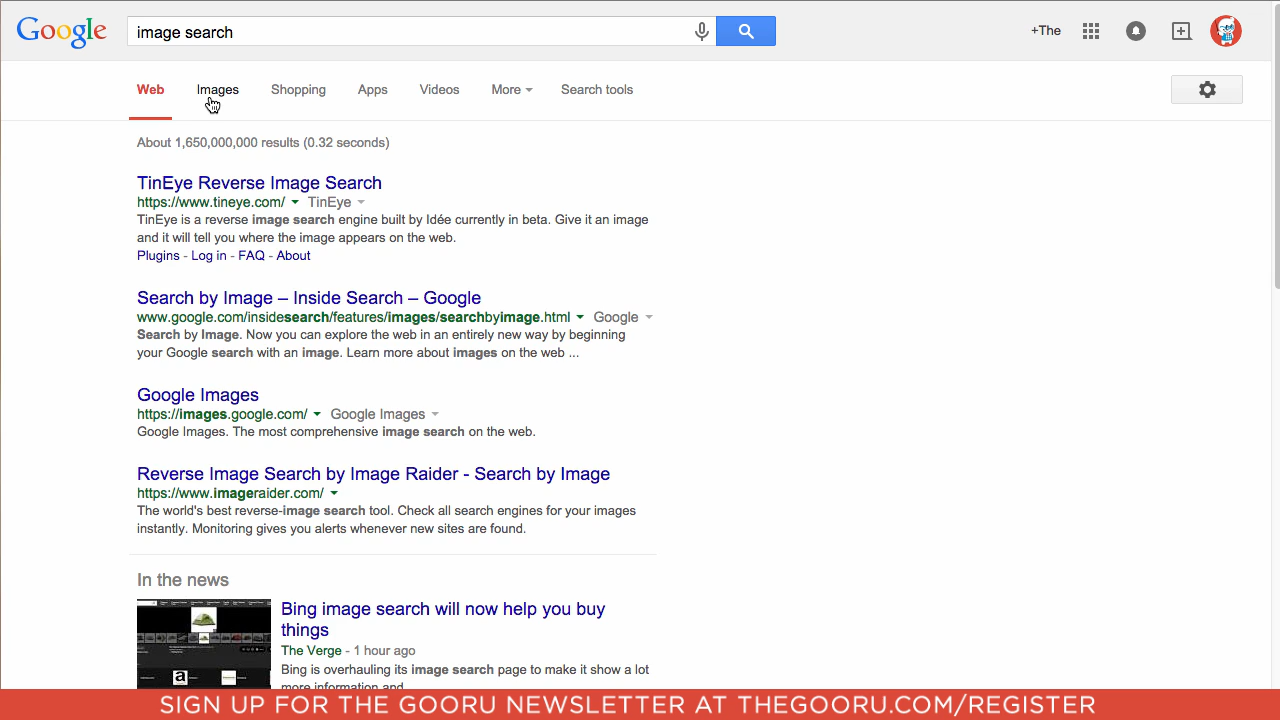 Google
image search
+The
Web Images Shopping Apps Videos More Search tools
About 1,650,000,000 results (0.32 seconds)
TinEye Reverse Image Search
https://www.tineye.com/ TinEye
TinEye is a reverse image search engine built by Idée currently in beta. Give it an image
and it will tell you where the image appears on the web.
Plugins - Log in - FAQ - About
Search by Image – Inside Search – Google
www.google.com/insidesearch/features/images/searchbyimage.html Google
Search by Image. Now you can explore the web in an entirely new way by beginning
your Google search with an image. Learn more about images on the web ...
Google Images
https://images.google.com/ Google Images
Google Images. The most comprehensive image search on the web.
Reverse Image Search by Image Raider - Search by Image
https://www.imageraider.com/
The world's best reverse-image search tool. Check all search engines for your images
instantly. Monitoring gives you alerts whenever new sites are found.
In the news
Bing image search will now help you buy
things
The Verge - 1 hour ago
Bing is overhauling its image search page to make it show a lot
more information and
SIGN UP FOR THE GOORU NEWSLETTER AT THEGOORU.COM/REGISTER